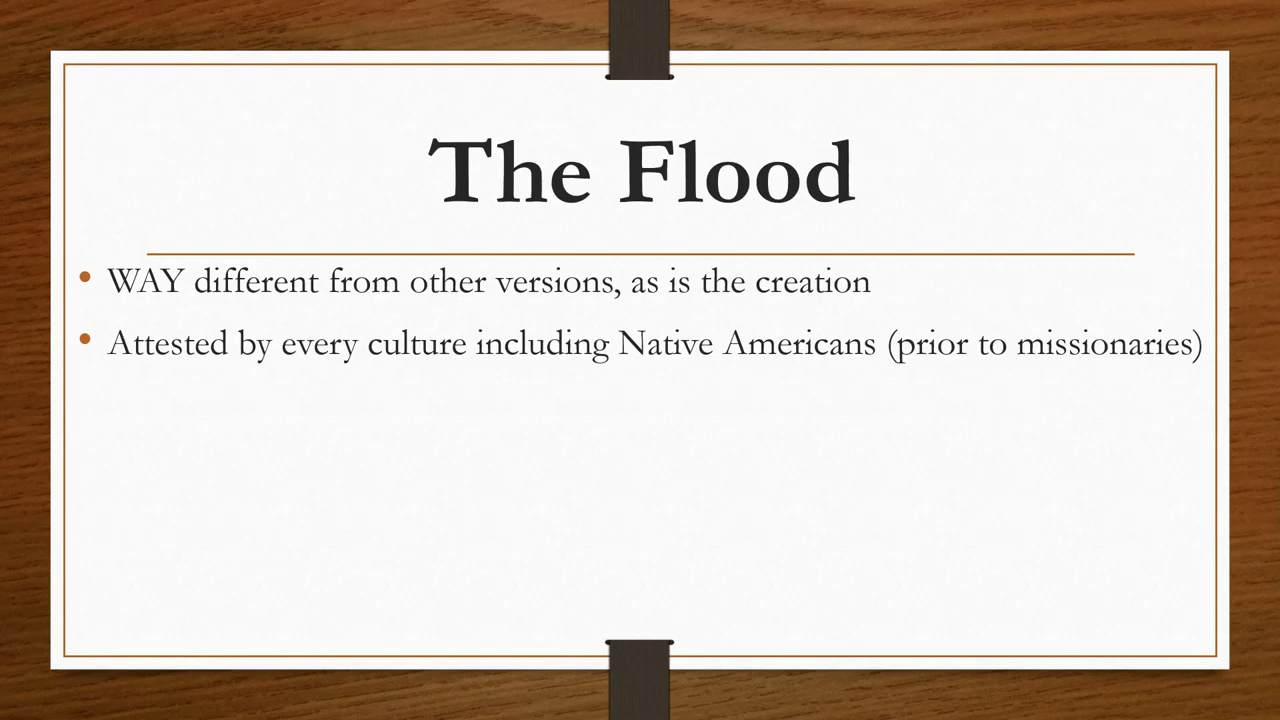 The Flood
• WAY different from other versions, as is the creation
• Attested by every culture including Native Americans (prior to missionaries)